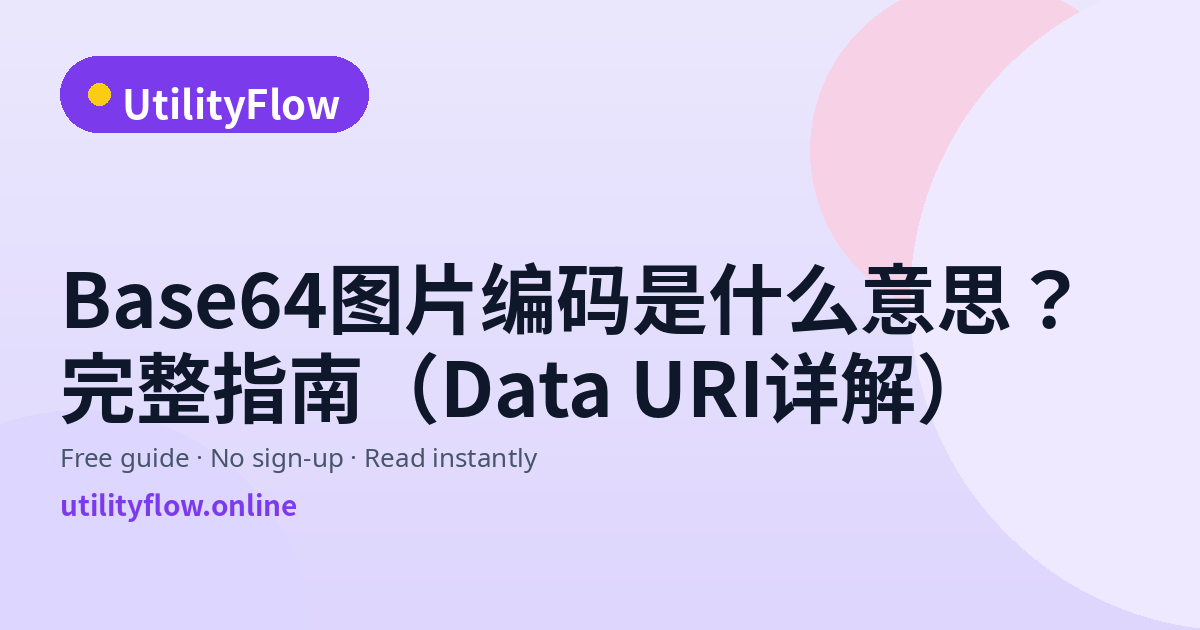 UtilityFlow
Base64图片编码是什么意思？
完整指南（Data URI详解）
Free guide · No sign-up · Read instantly
utilityflow.online